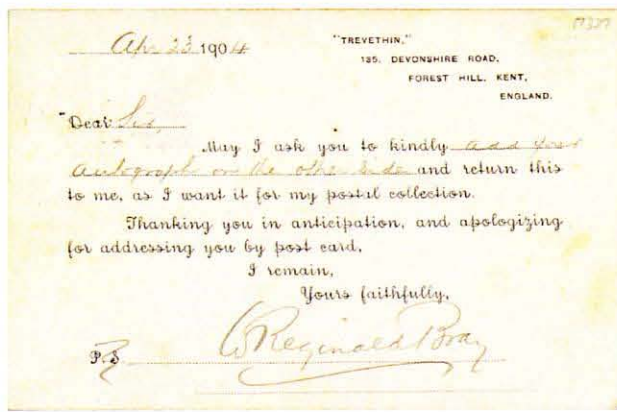 Apr 23 1904
"TREVETHIN,"
135, DEVONSHIRE ROAD,
FOREST HILL, KENT,
ENGLAND.
Dear Sir,
May I ask you to kindly add your
autograph on the other side and return this
to me, as I want it for my postal collection.
Thanking you in anticipation, and apologizing
for addressing you by post card,
I remain,
Yours faithfully,
W Reginald Bray
P.S.